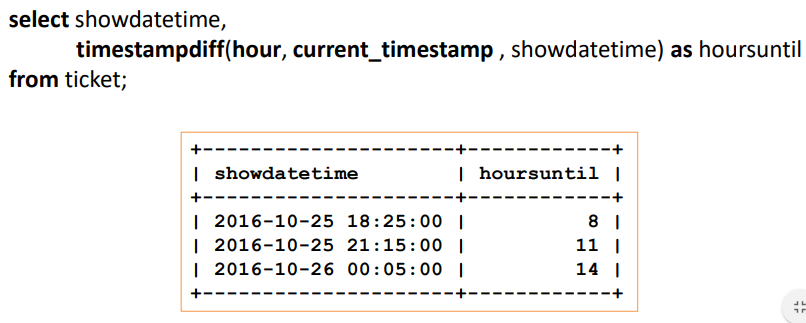 select showdatetime,
timestampdiff(hour, current_timestamp , showdatetime) as hoursuntil
from ticket;
+----------------------+------------+
| showdatetime | hoursuntil |
+----------------------+------------+
| 2016-10-25 18:25:00 | 8 |
| 2016-10-25 21:15:00 | 11 |
| 2016-10-26 00:05:00 | 14 |
+----------------------+------------+